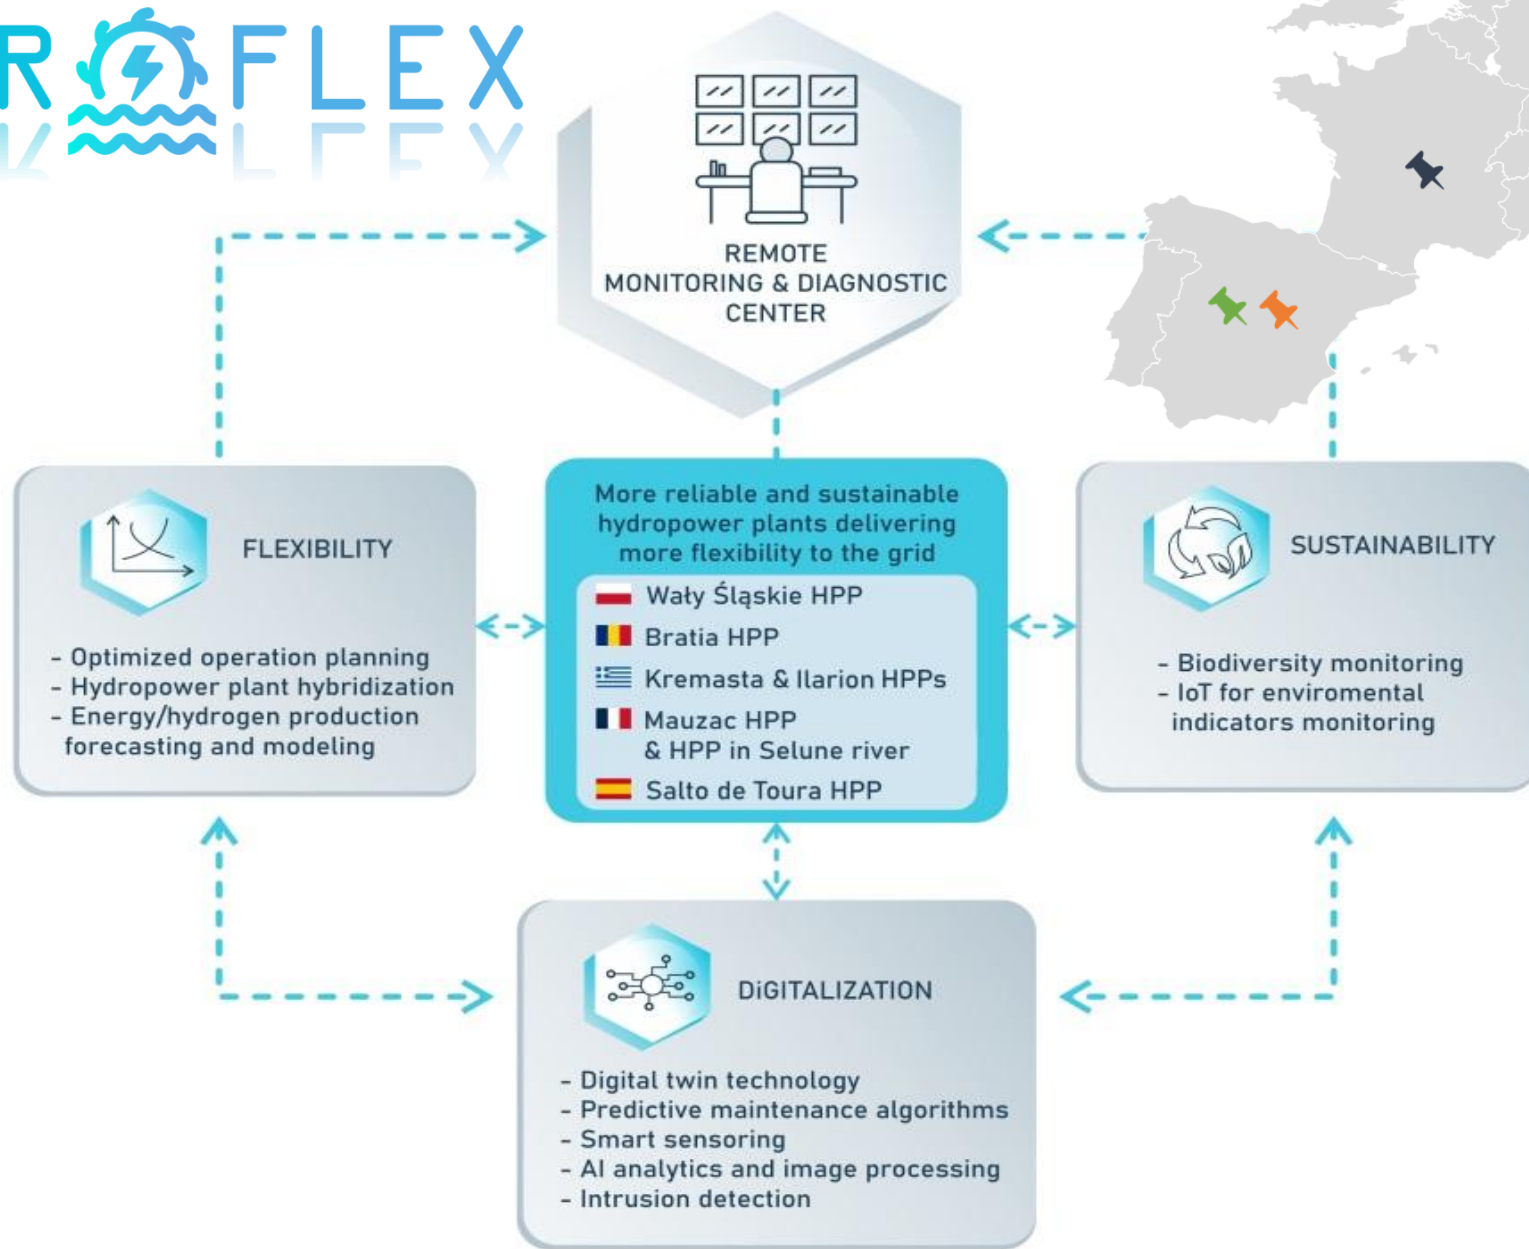 R FLEX
REMOTE
MONITORING & DIAGNOSTIC
CENTER
More reliable and sustainable
hydropower plants delivering
more flexibility to the grid
Wały Śląskie HPP
Bratia HPP
Kremasta & Ilarion HPPs
Mauzac HPP
& HPP in Selune river
Salto de Toura HPP
FLEXIBILITY
- Optimized operation planning
- Hydropower plant hybridization
- Energy/hydrogen production
forecasting and modeling
SUSTAINABILITY
- Biodiversity monitoring
- IoT for enviromental
indicators monitoring
DiGITALIZATION
- Digital twin technology
- Predictive maintenance algorithms
- Smart sensoring
- AI analytics and image processing
- Intrusion detection